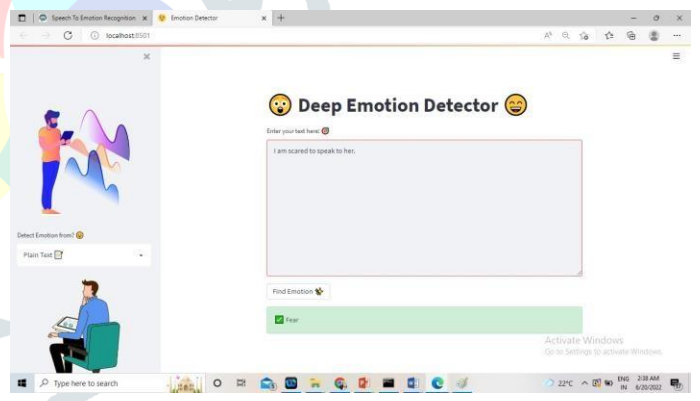 Speech To Emotion Recognition
Emotion Detector
localhost:8501
Deep Emotion Detector
Enter your text here:
I am scared to speak to her.
Detect Emotion from?
Plain Text
Find Emotion
Fear
Activate Windows
Go to Settings to activate Windows.
Type here to search
22°C
ENG
IN
2:38 AM
6/20/2022